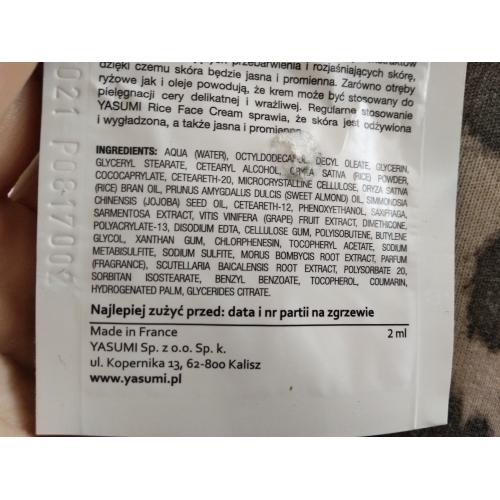 przebarwienia i rozjaśniających skórę,
dzięki czemu skóra będzie jasna i promienna. Zarówno otręby
ryżowe jak i oleje powodują, że krem może być stosowany do
pielęgnacji cery delikatnej i wrażliwej. Regularne stosowanie
YASUMI Rice Face Cream sprawia, że skóra jest odżywiona
i wygładzona, a także jasna i promienna
INGREDIENTS: AQUA (WATER), OCTYLDODECANOL, DECYL OLEATE, GLYCERIN,
GLYCERYL STEARATE, CETEARYL ALCOHOL, ORYZA SATIVA (RICE) POWDER,
COCOCAPRYLATE, CETEARETH-20, MICROCRYSTALLINE CELLULOSE, ORYZA SATIVA
(RICE) BRAN OIL, PRUNUS AMYGDALUS DULCIS (SWEET ALMOND) OIL, SIMMONDSIA
CHINENSIS (JOJOBA) SEED OIL, CETEARETH-12, PHENOXYETHANOL, SAXIFRAGA,
SARMENTOSA EXTRACT, VITIS VINIFERA (GRAPE) FRUIT EXTRACT, DIMETHICONE,
POLYACRYLATE-13, DISODIUM EDTA, CELLULOSE GUM, POLYISOBUTENE, BUTYLENE
GLYCOL, XANTHAN GUM, CHLORPHENESIN, TOCOPHERYL ACETATE, SODIUM
METABISULFITE, SODIUM SULFITE, MORUS BOMBYCIS ROOT EXTRACT, PARFUM
(FRAGRANCE), SCUTELLARIA BAICALENSIS ROOT EXTRACT, POLYSORBATE 20,
SORBITAN ISOSTEARATE, BENZYL BENZOATE, TOCOPHEROL, COUMARIN,
HYDROGENATED PALM, GLYCERIDES CITRATE.
Najlepiej zużyć przed: data i nr partii na zgrzewie
Made in France 2 ml
YASUMI Sp. z o.o. Sp. k.
ul. Kopernika 13, 62-800 Kalisz
www.yasumi.pl